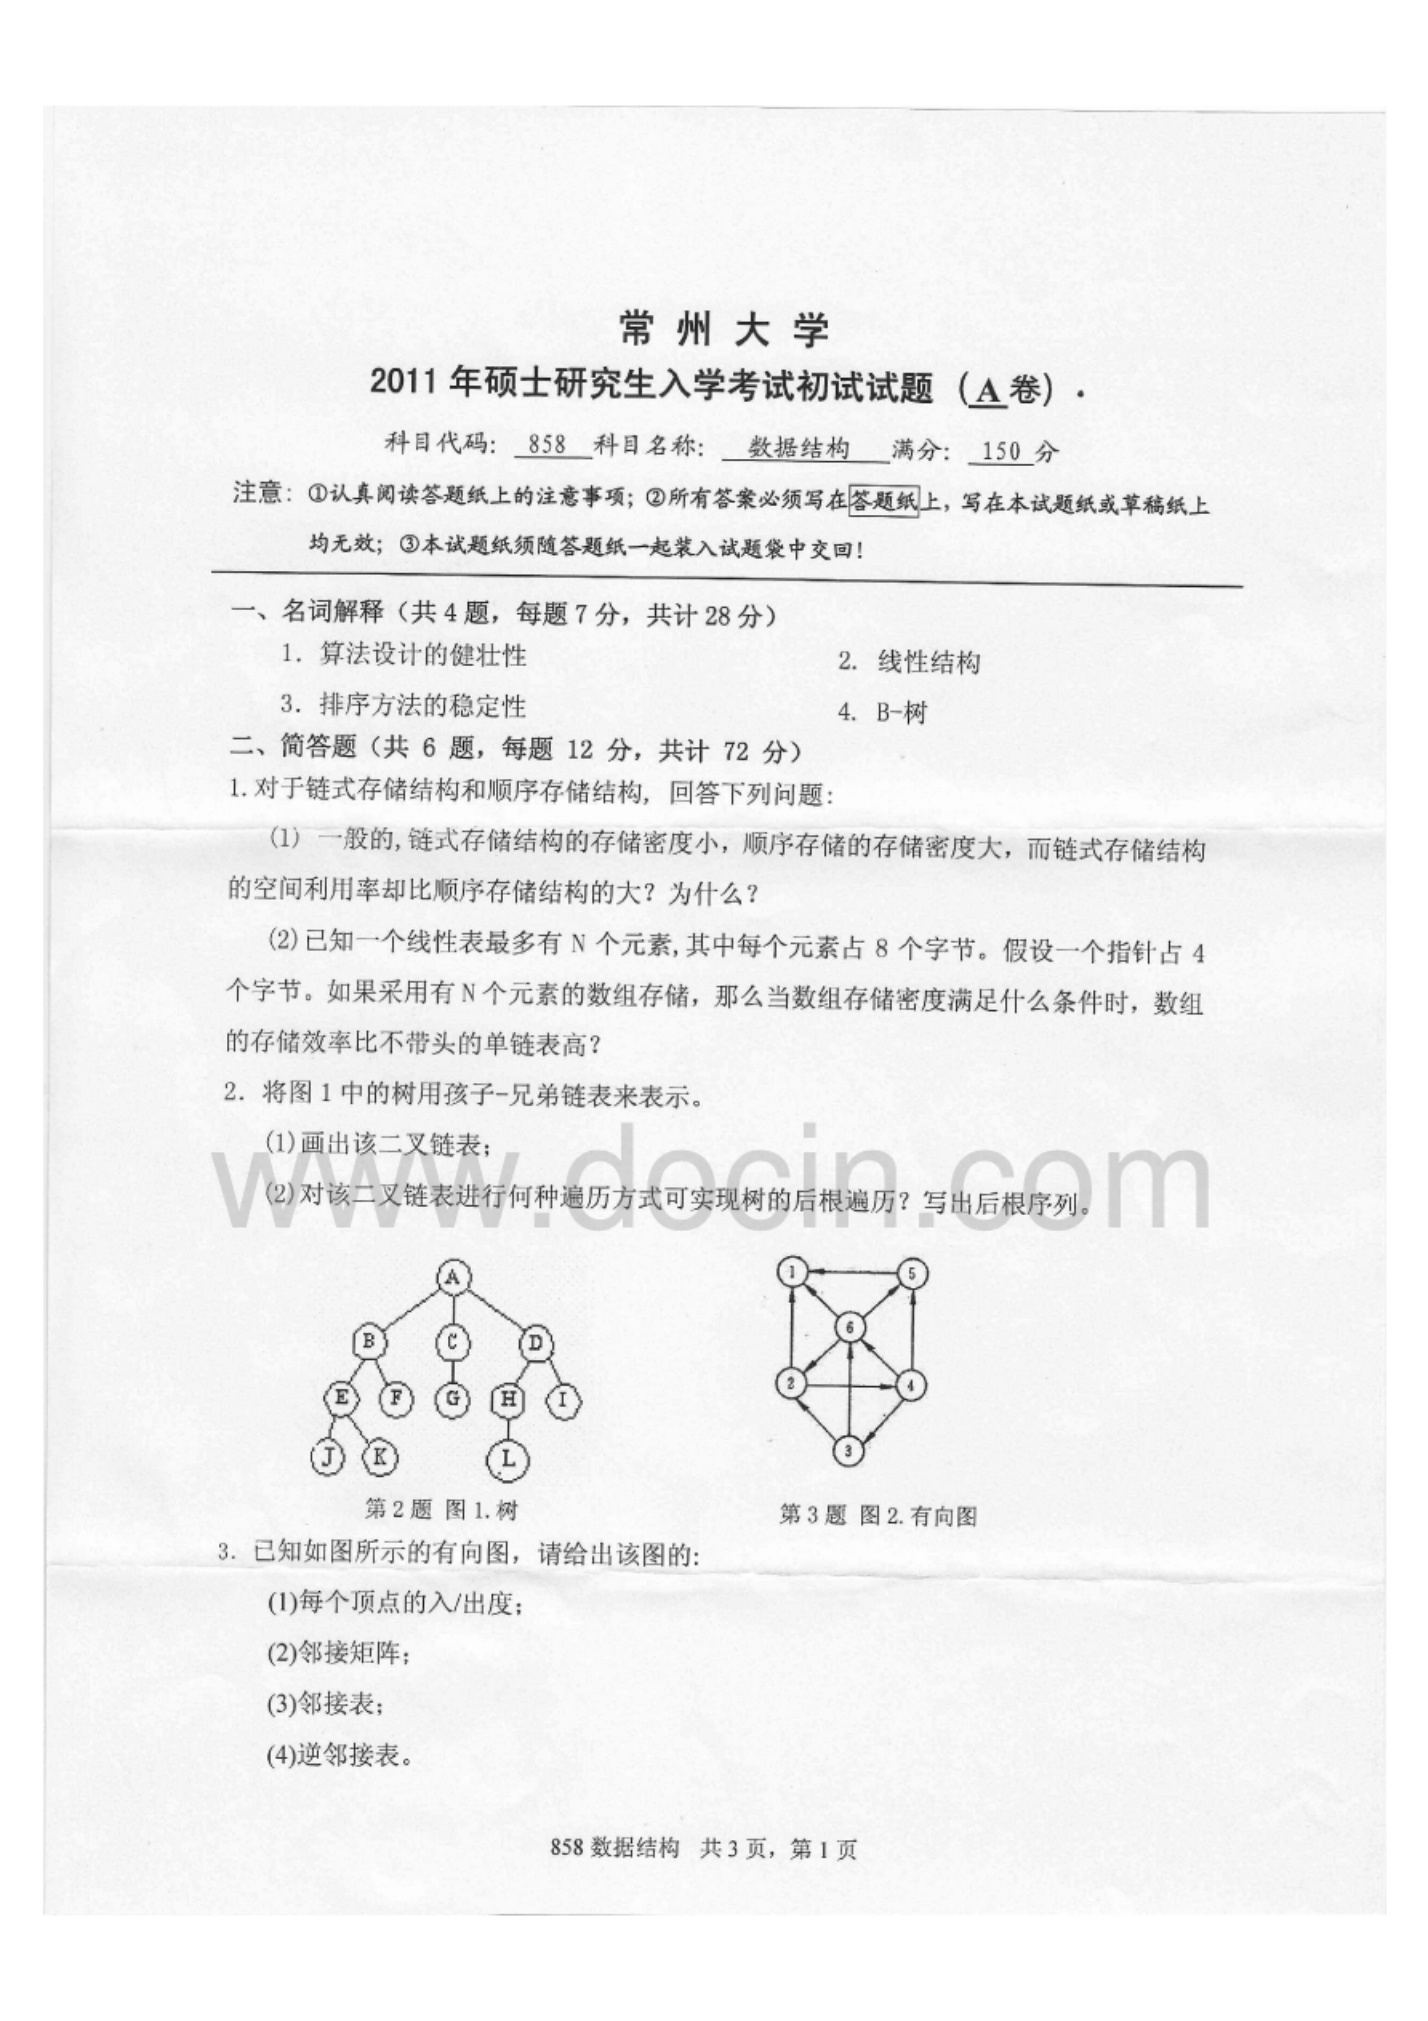 常 州 大 学
2011 年硕士研究生入学考试初试试题（A 卷）.
科目代码: 858 科目名称: 数据结构 满分: 150 分
注意: ①认真阅读答题纸上的注意事项; ②所有答案必须写在答题纸上, 写在本试题纸或草稿纸上
均无效; ③本试题纸须随答题纸一起装入试题袋中交回!
一、名词解释（共 4 题, 每题 7 分, 共计 28 分）
1. 算法设计的健壮性 2. 线性结构
3. 排序方法的稳定性 4. B-树
二、简答题（共 6 题, 每题 12 分, 共计 72 分）
1.对于链式存储结构和顺序存储结构, 回答下列问题:
(1) 一般的,链式存储结构的存储密度小, 顺序存储的存储密度大, 而链式存储结构
的空间利用率却比顺序存储结构的大? 为什么?
(2)已知一个线性表最多有 N 个元素,其中每个元素占 8 个字节。假设一个指针占 4
个字节。如果采用有 N 个元素的数组存储, 那么当数组存储密度满足什么条件时, 数组
的存储效率比不带头的单链表高?
2. 将图 1 中的树用孩子-兄弟链表来表示。
(1)画出该二叉链表;
(2)对该二叉链表进行何种遍历方式可实现树的后根遍历? 写出后根序列。
www.docin.com
A
B C D
E F G H I
J K L
1 5
6
2 4
3
第 2 题 图 1. 树
第 3 题 图 2. 有向图
3. 已知如图所示的有向图, 请给出该图的:
(1)每个顶点的入/出度;
(2)邻接矩阵;
(3)邻接表;
(4)逆邻接表。
858 数据结构 共 3 页, 第 1 页